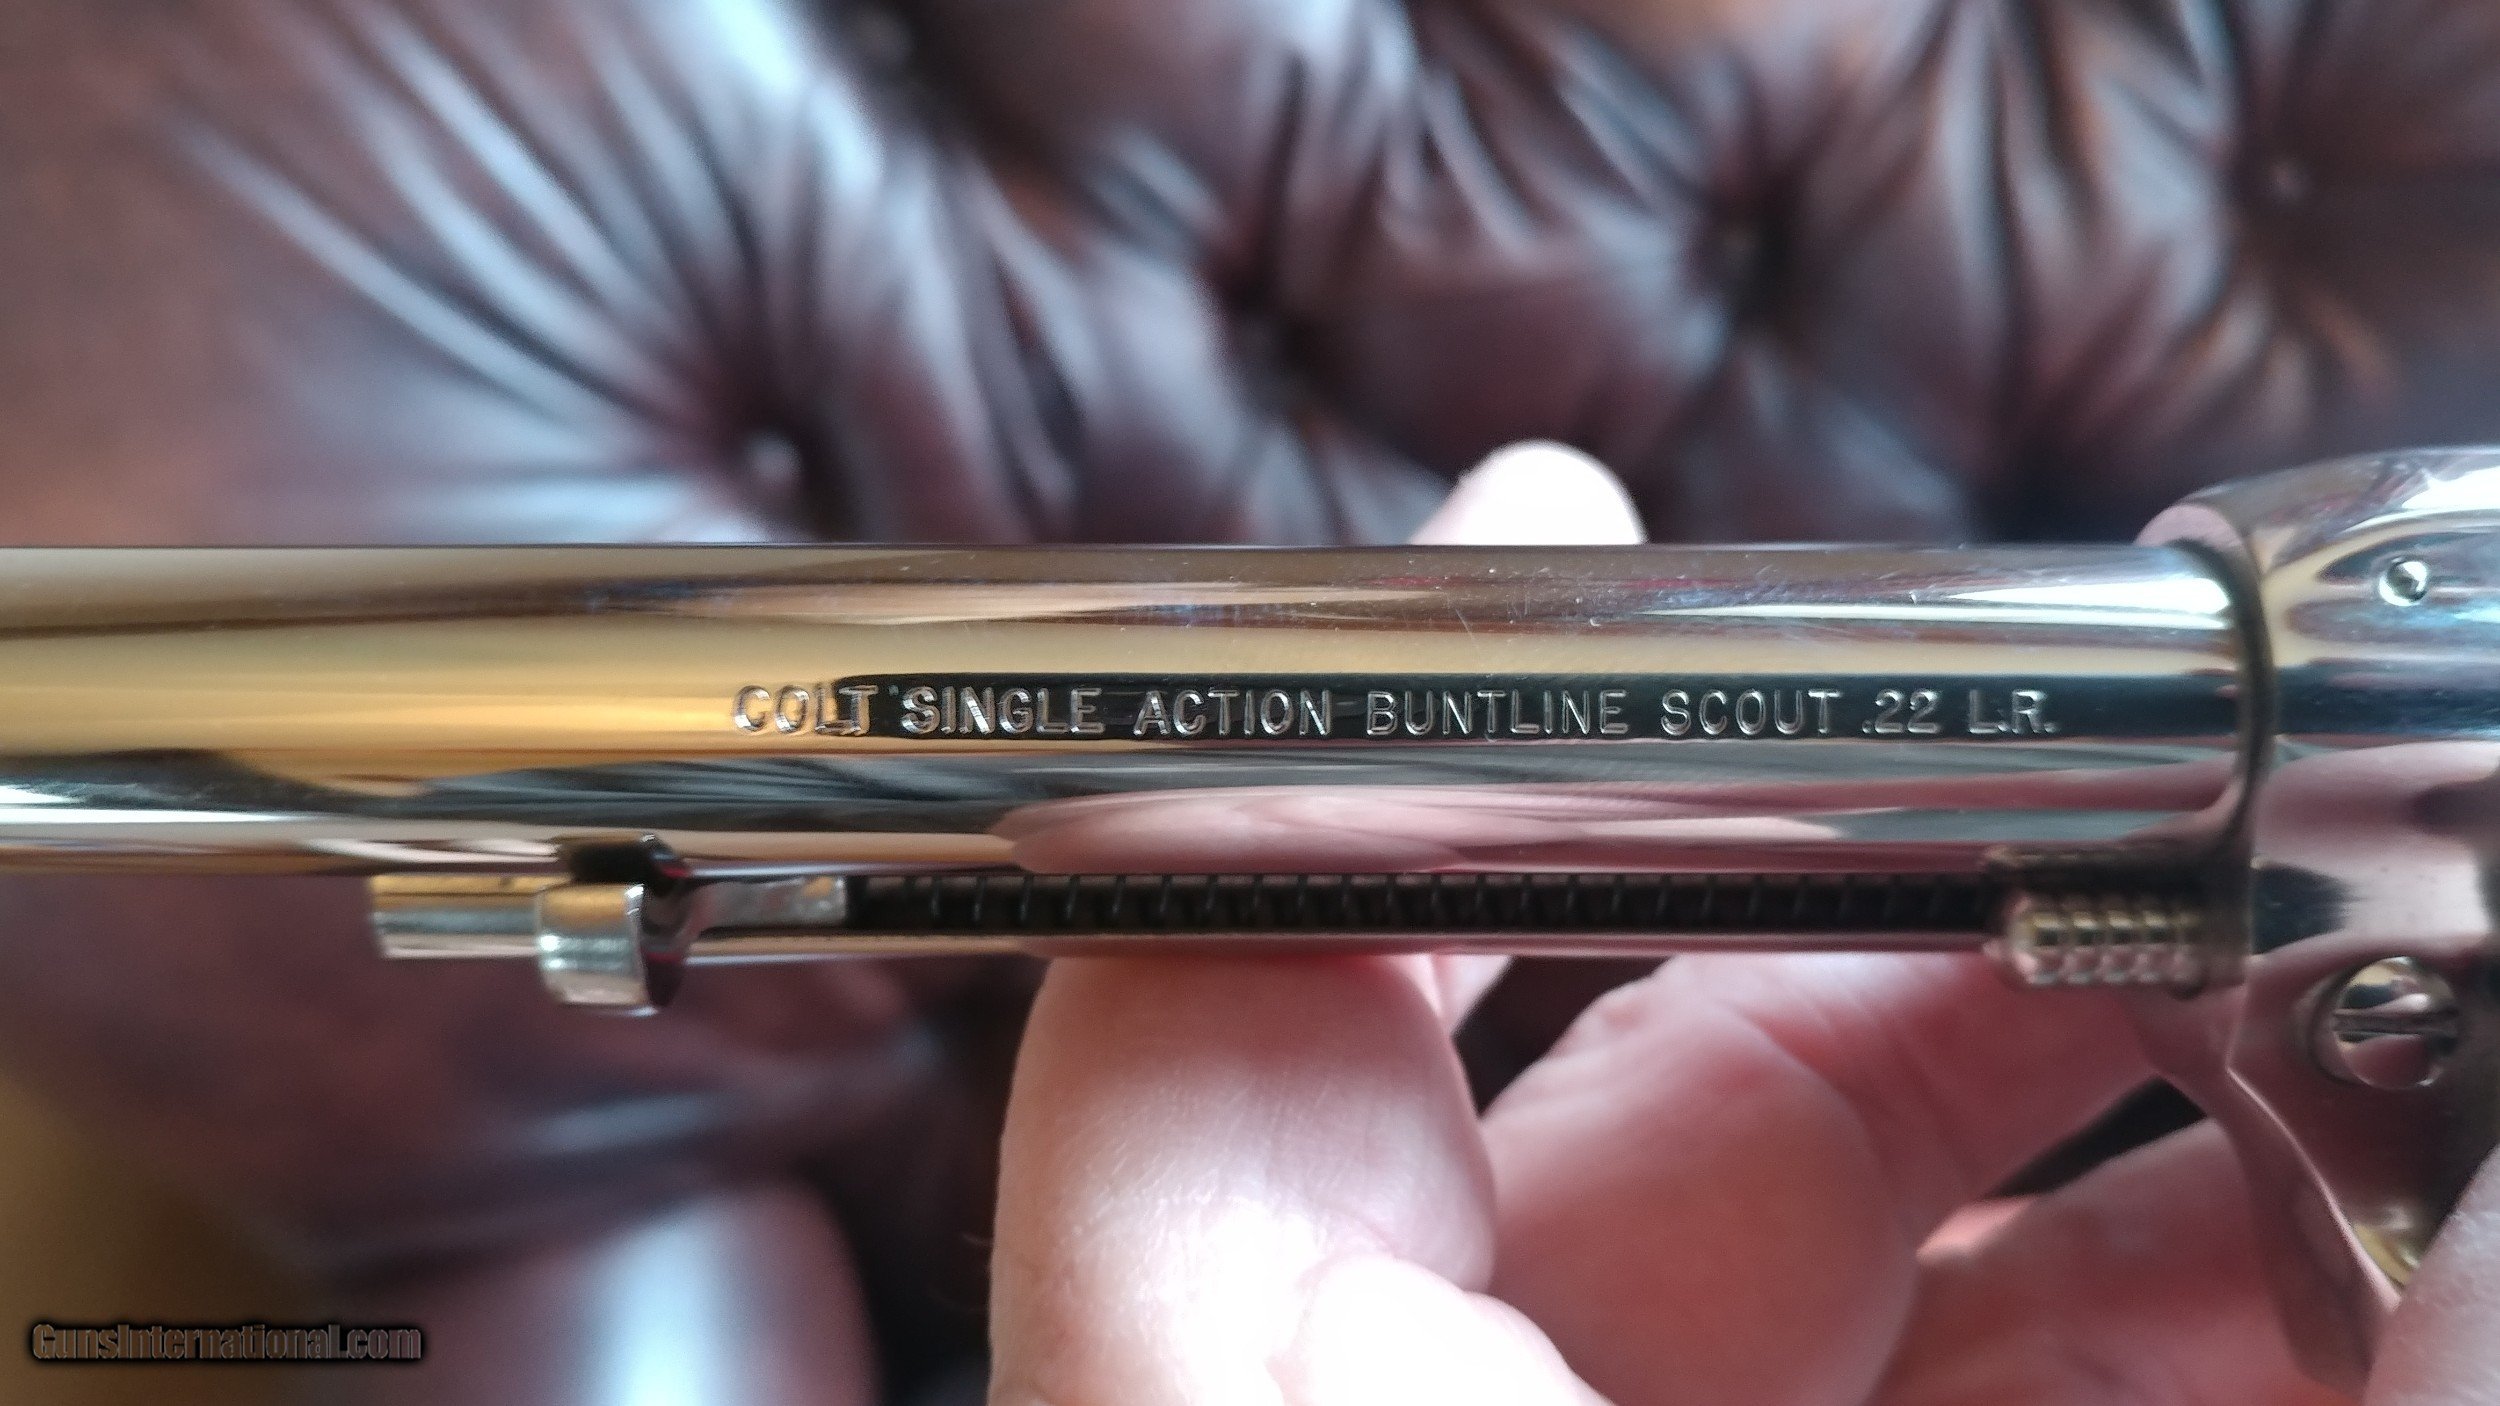 COLT SINGLE ACTION BUNTLINE SCOUT .22 L.R.
GunsInternational.com